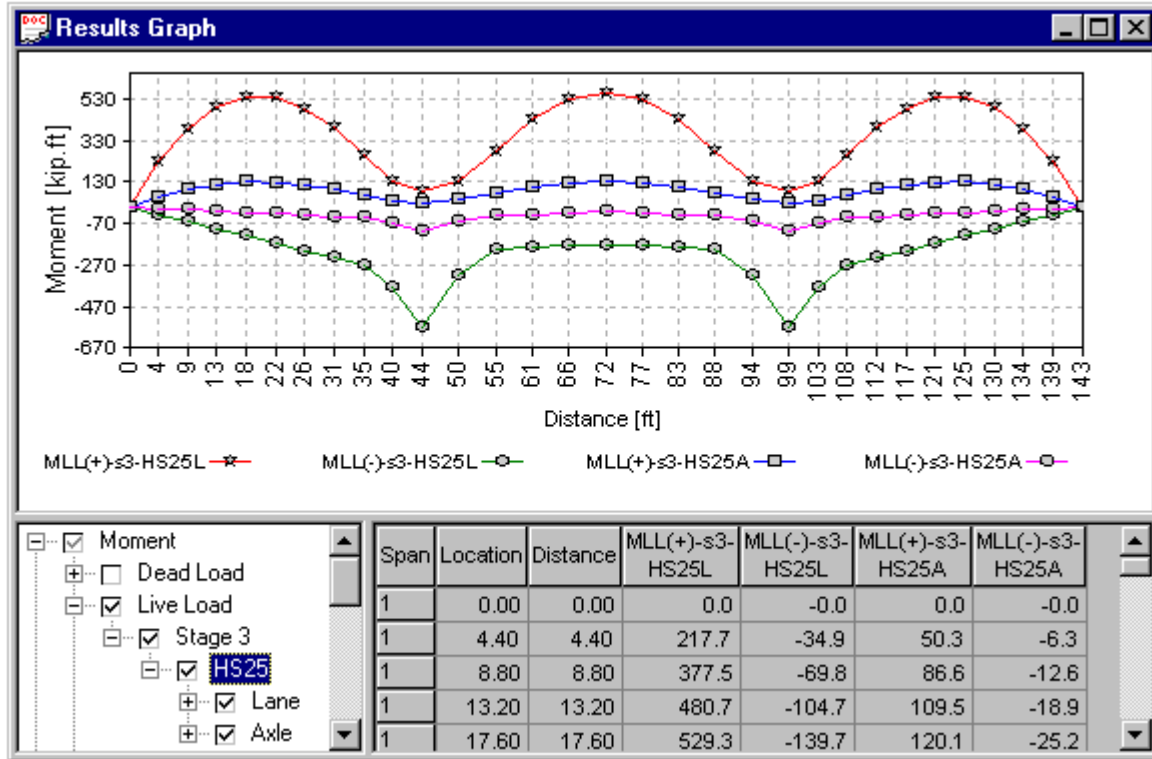 DOC
Results Graph
Moment [kip.ft]
530
330
130
-70
-270
-470
-670
0 4 9 13 18 22 26 31 35 40 44 50 55 61 66 72 77 83 88 94 99 103 108 112 117 121 125 130 134 139 143
Distance [ft]
MLL(+)-s3-HS25L MLL(-)-s3-HS25L MLL(+)-s3-HS25A MLL(-)-s3-HS25A
Moment
Dead Load
Live Load
Stage 3
HS25
Lane
Axle
Span Location Distance MLL(+)-s3-HS25L MLL(-)-s3-HS25L MLL(+)-s3-HS25A MLL(-)-s3-HS25A
1 0.00 0.00 0.0 -0.0 0.0 -0.0
1 4.40 4.40 217.7 -34.9 50.3 -6.3
1 8.80 8.80 377.5 -69.8 86.6 -12.6
1 13.20 13.20 480.7 -104.7 109.5 -18.9
1 17.60 17.60 529.3 -139.7 120.1 -25.2